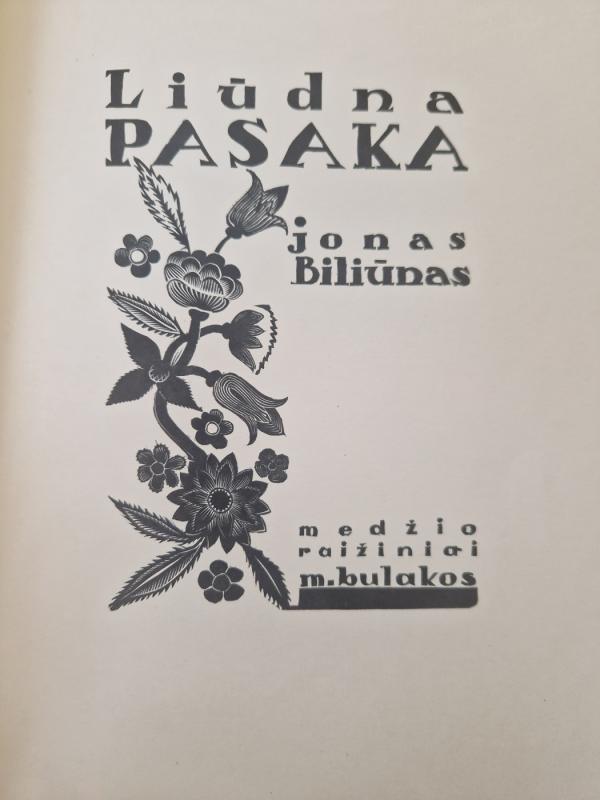 Liūdna
PASAKA
jonas
Biliūnas
medžio
raižiniai
m.bulakos